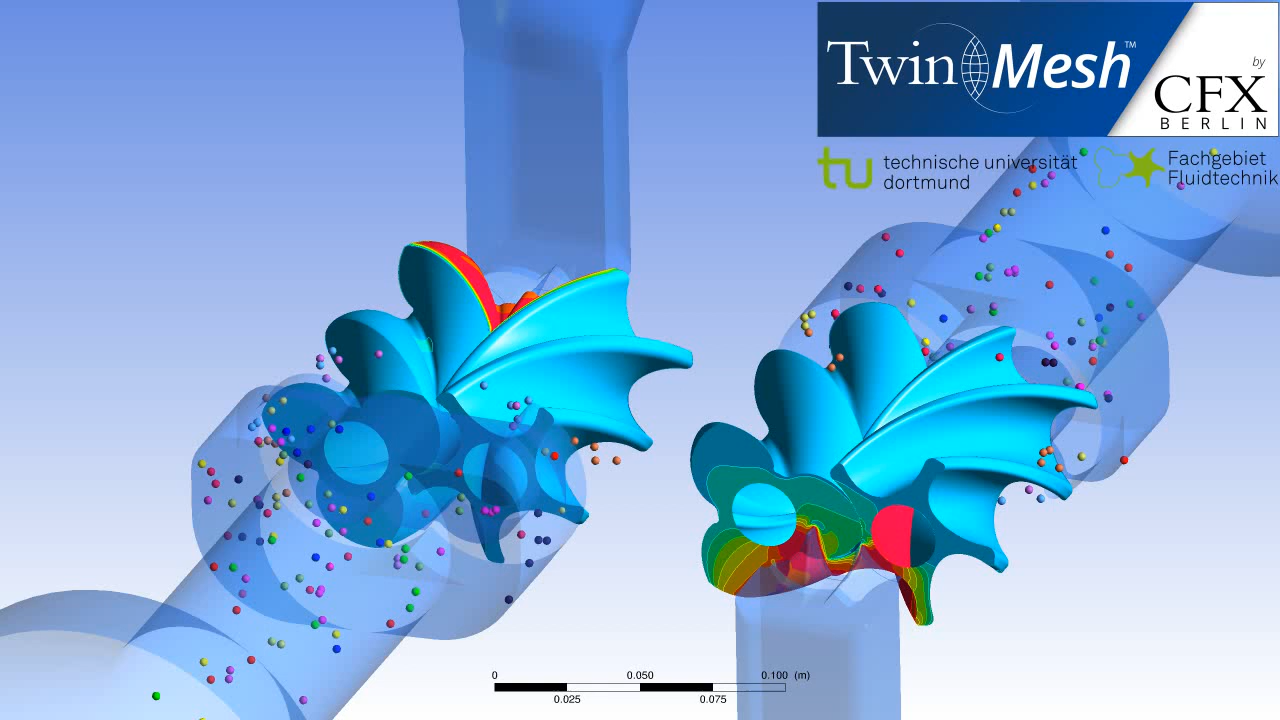 TwinMesh™
by
CFX
BERLIN
technische universität
dortmund
Fachgebiet
Fluidtechnik
0 0.050 0.100 (m)
0.025 0.075